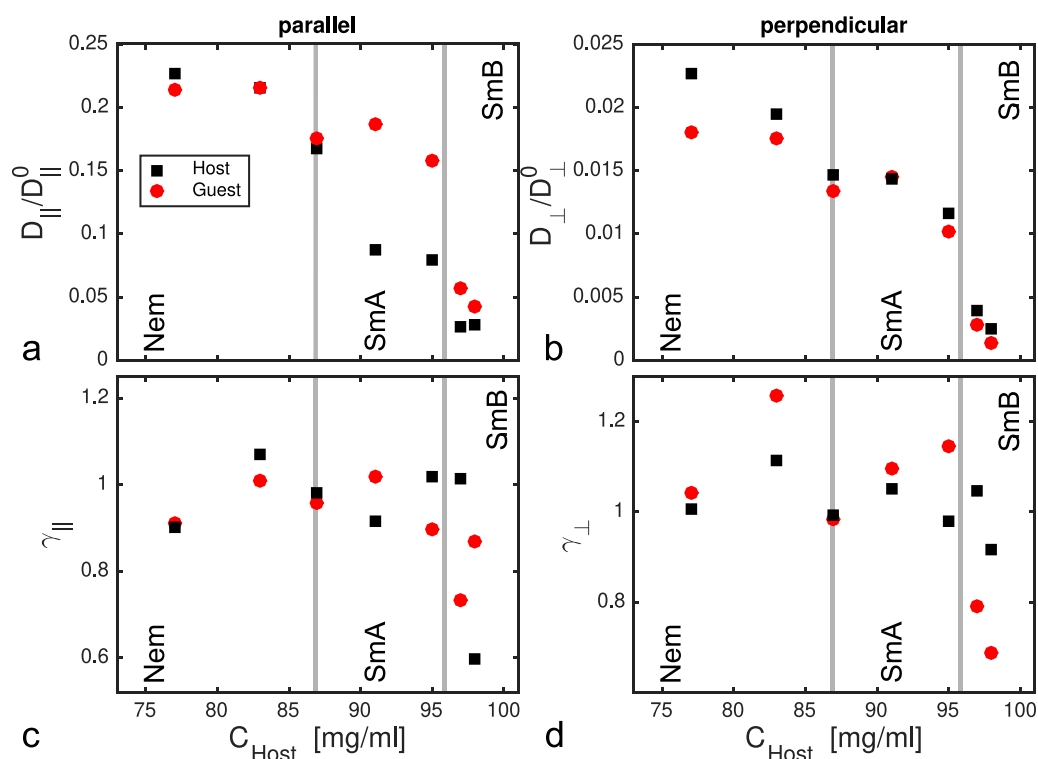 parallel
perpendicular
0.25
0.2
0.15
0.1
0.05
0
D||/D0||
Host
Guest
Nem
SmA
SmB
a
0.025
0.02
0.015
0.01
0.005
0
D⊥/D0⊥
Nem
SmA
SmB
b
1.2
1
0.8
0.6
γ||
Nem
SmA
SmB
75 80 85 90 95 100
c
CHost [mg/ml]
1.2
1
0.8
γ⊥
Nem
SmA
SmB
75 80 85 90 95 100
d
CHost [mg/ml]